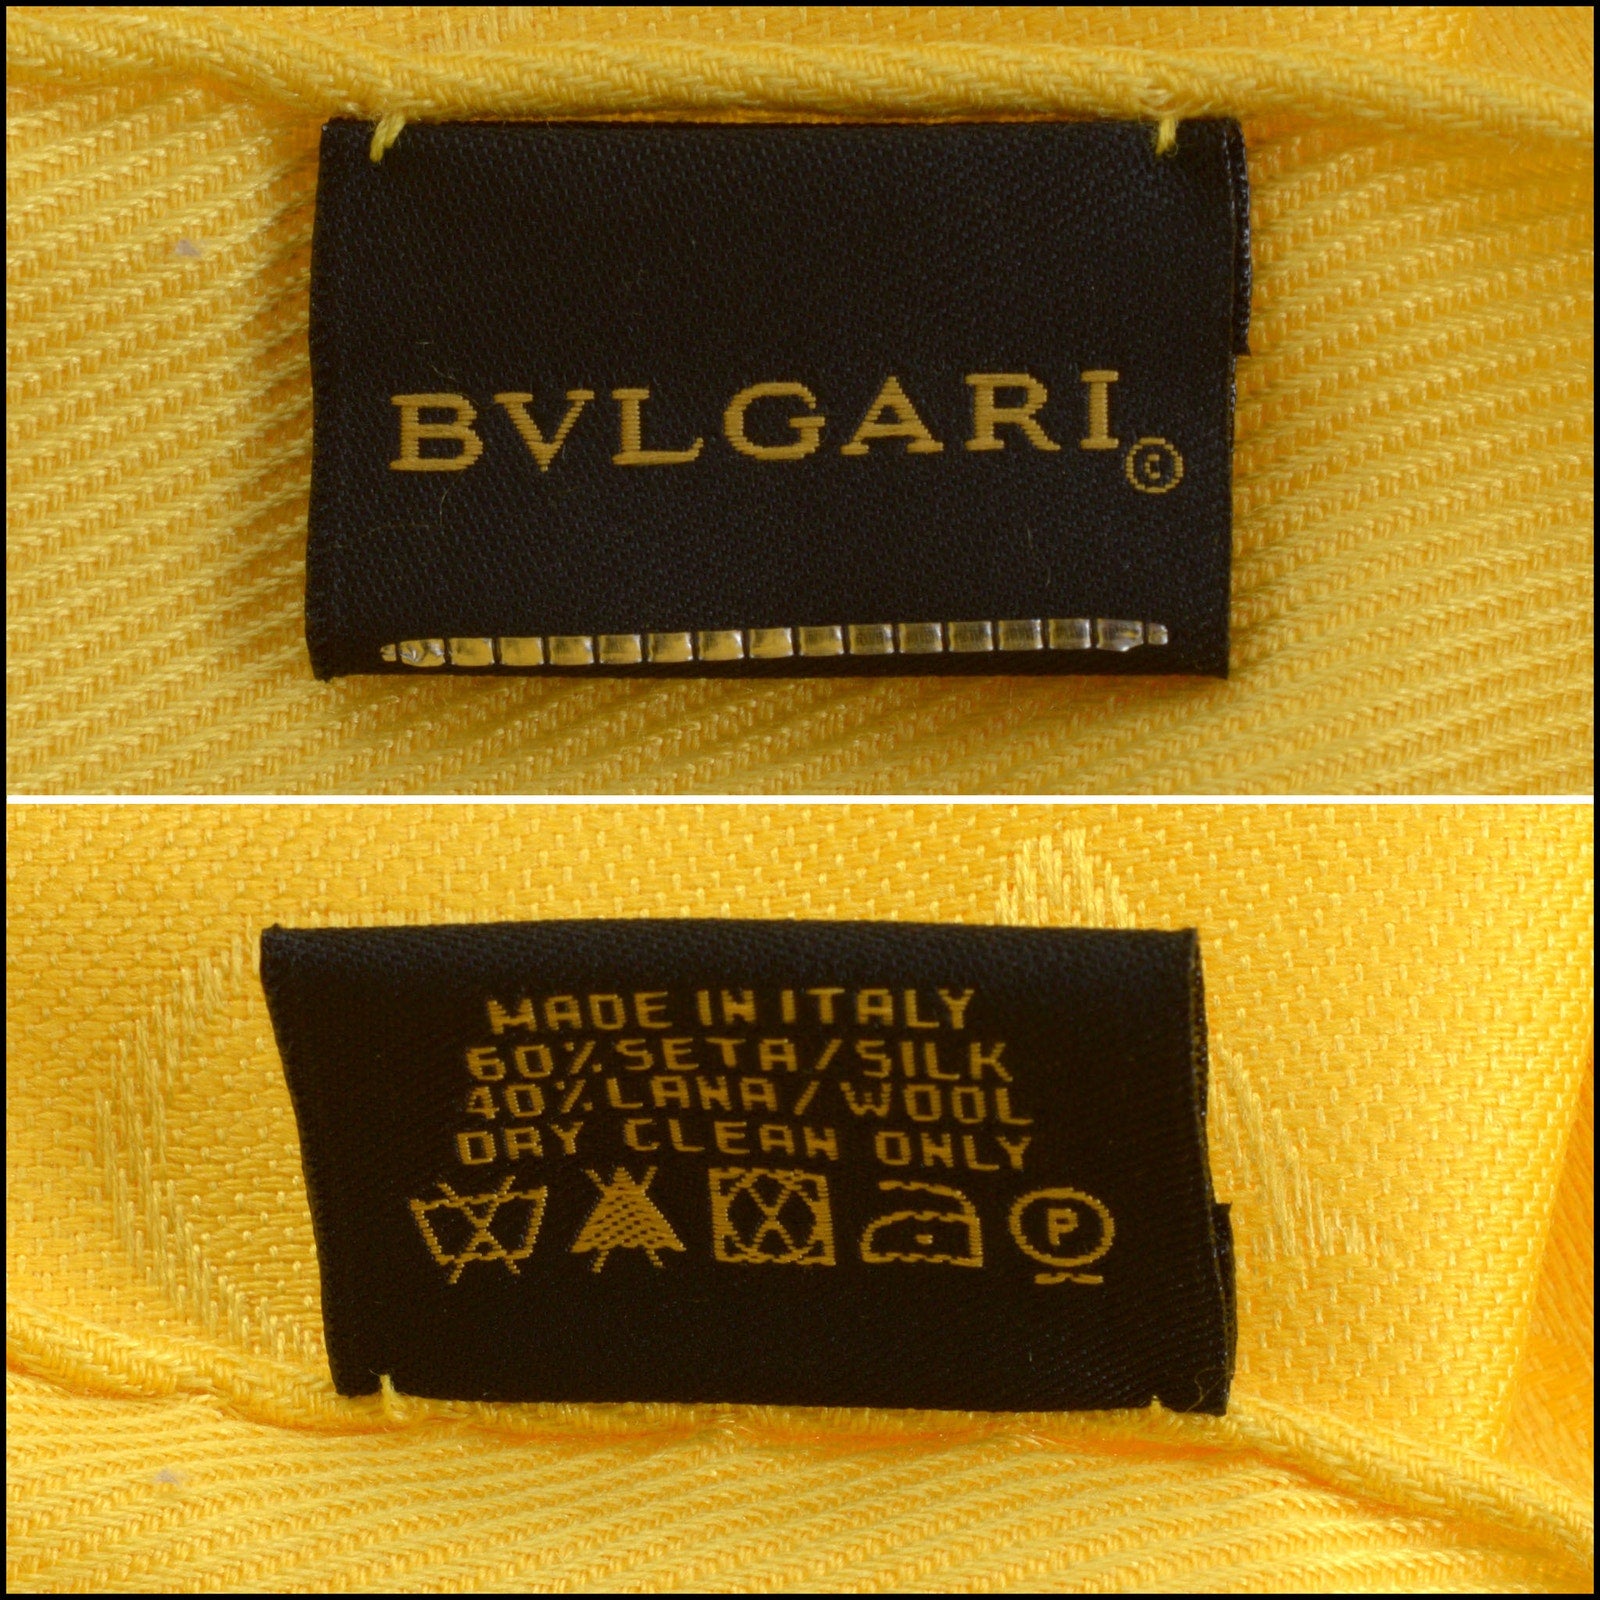 BVLGARI©
MADE IN ITALY
60% SETA/SILK
40% LANA/WOOL
DRY CLEAN ONLY
P